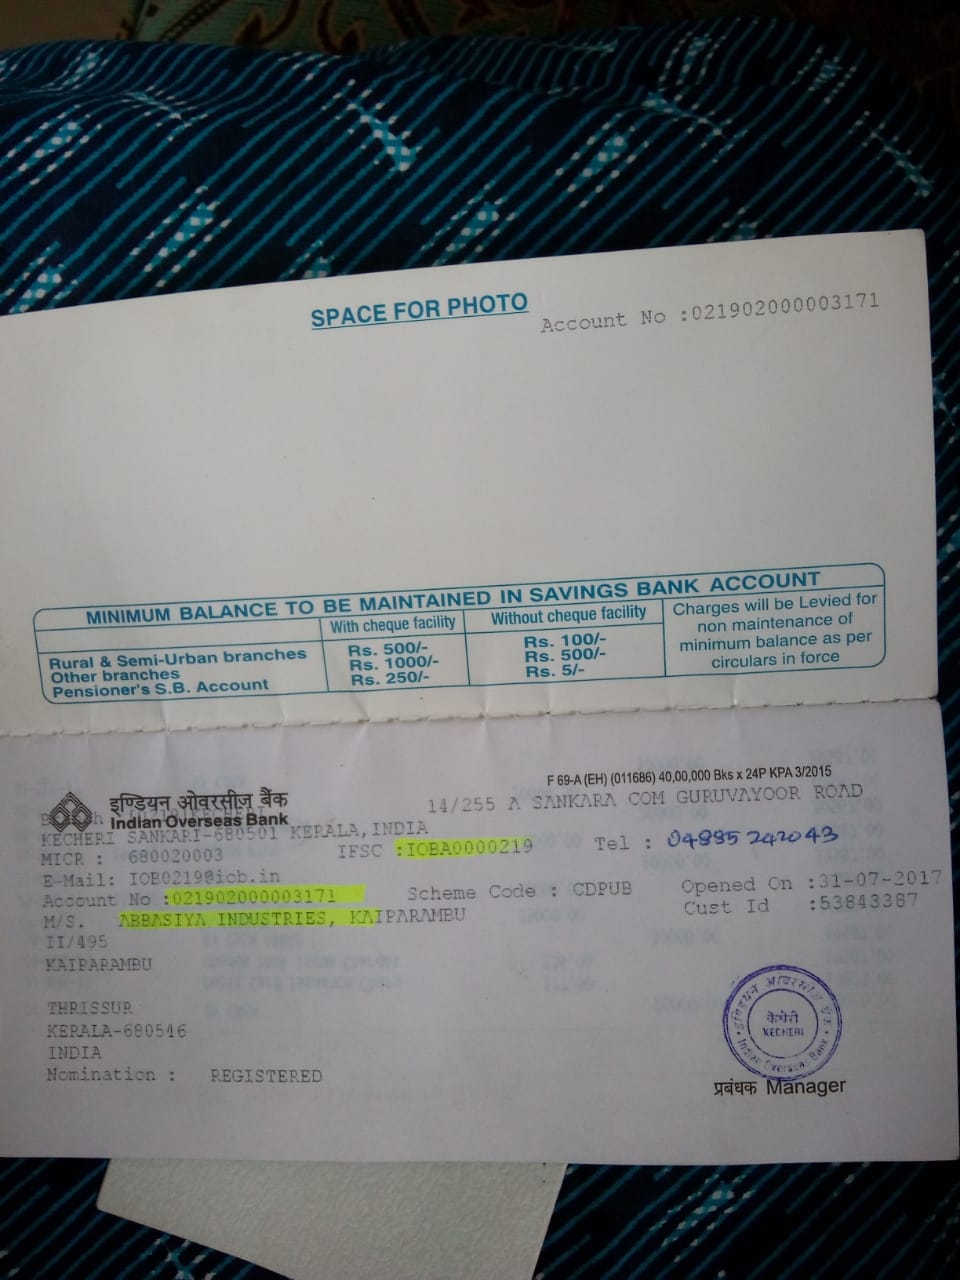 SPACE FOR PHOTO
Account No :021902000003171
MINIMUM BALANCE TO BE MAINTAINED IN SAVINGS BANK ACCOUNT
With cheque facility Without cheque facility Charges will be Levied for non maintenance of minimum balance as per circulars in force
Rural & Semi-Urban branches Rs. 500/- Rs. 100/-
Other branches Rs. 1000/- Rs. 500/-
Pensioner's S.B. Account Rs. 250/- Rs. 5/-
F 69-A (EH) (011686) 40,00,000 Bks x 24P KPA 3/2015
इण्डियन ओवरसीज़ बैंक
Indian Overseas Bank
14/255 A SANKARA COM GURUVAYOOR ROAD
KECHERI SANKARI-680501 KERALA, INDIA
MICR : 680020003 IFSC :IOBA0000219 Tel : 04885 242043
E-Mail: IOB0219@iob.in
Account No :021902000003171 Scheme Code : CDPUB Opened On :31-07-2017
M/S. ABBASIYA INDUSTRIES, KAIPARAMBU Cust Id :53843387
II/495
KAIPARAMBU
THRISSUR
KERALA-680546
INDIA
Nomination : REGISTERED
इण्डियन ओवरसीज़ बैंक
केचेरी
KECHERI
Indian Overseas Bank
प्रबंधक Manager